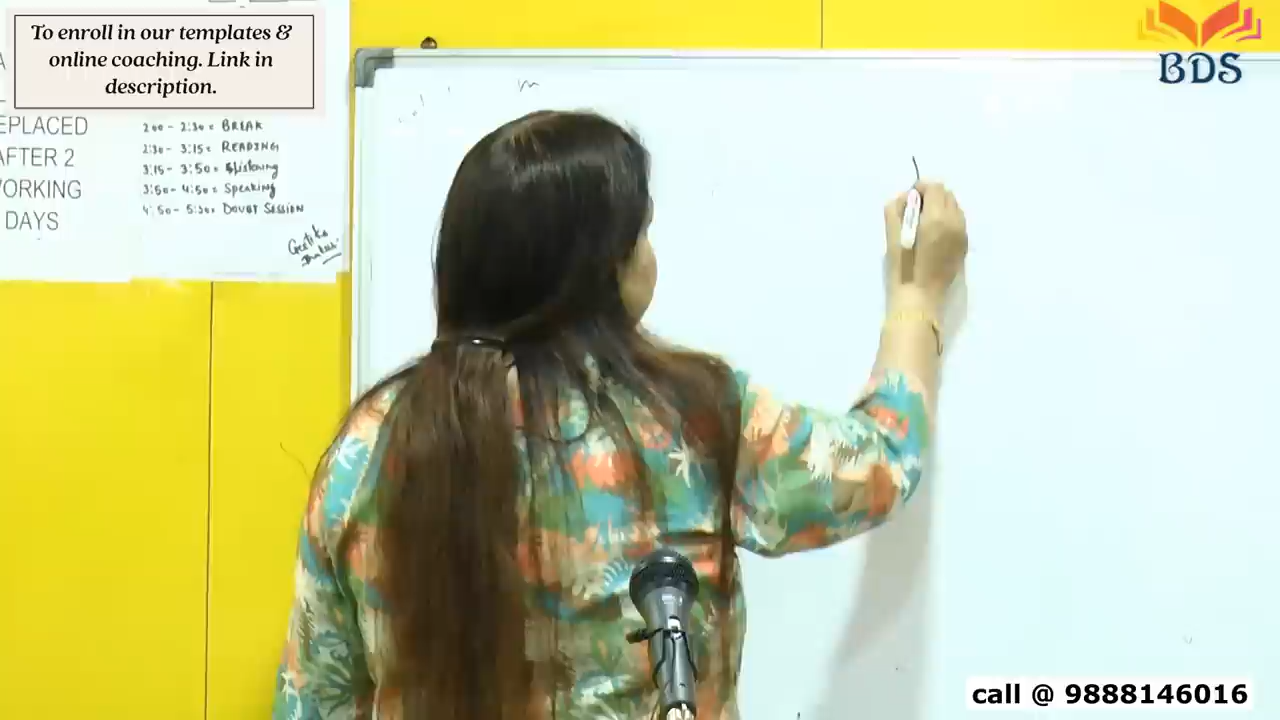 To enroll in our templates &
online coaching. Link in
description.
BDS
EPLACED
AFTER 2
WORKING
DAYS
2:00 - 2:30 = BREAK
2:30 - 3:15 = READING
3:15 - 3:50 = Listening
3:50 - 4:50 = Speaking
4:50 - 5:30 = DOUBT SESSION
call @ 9888146016